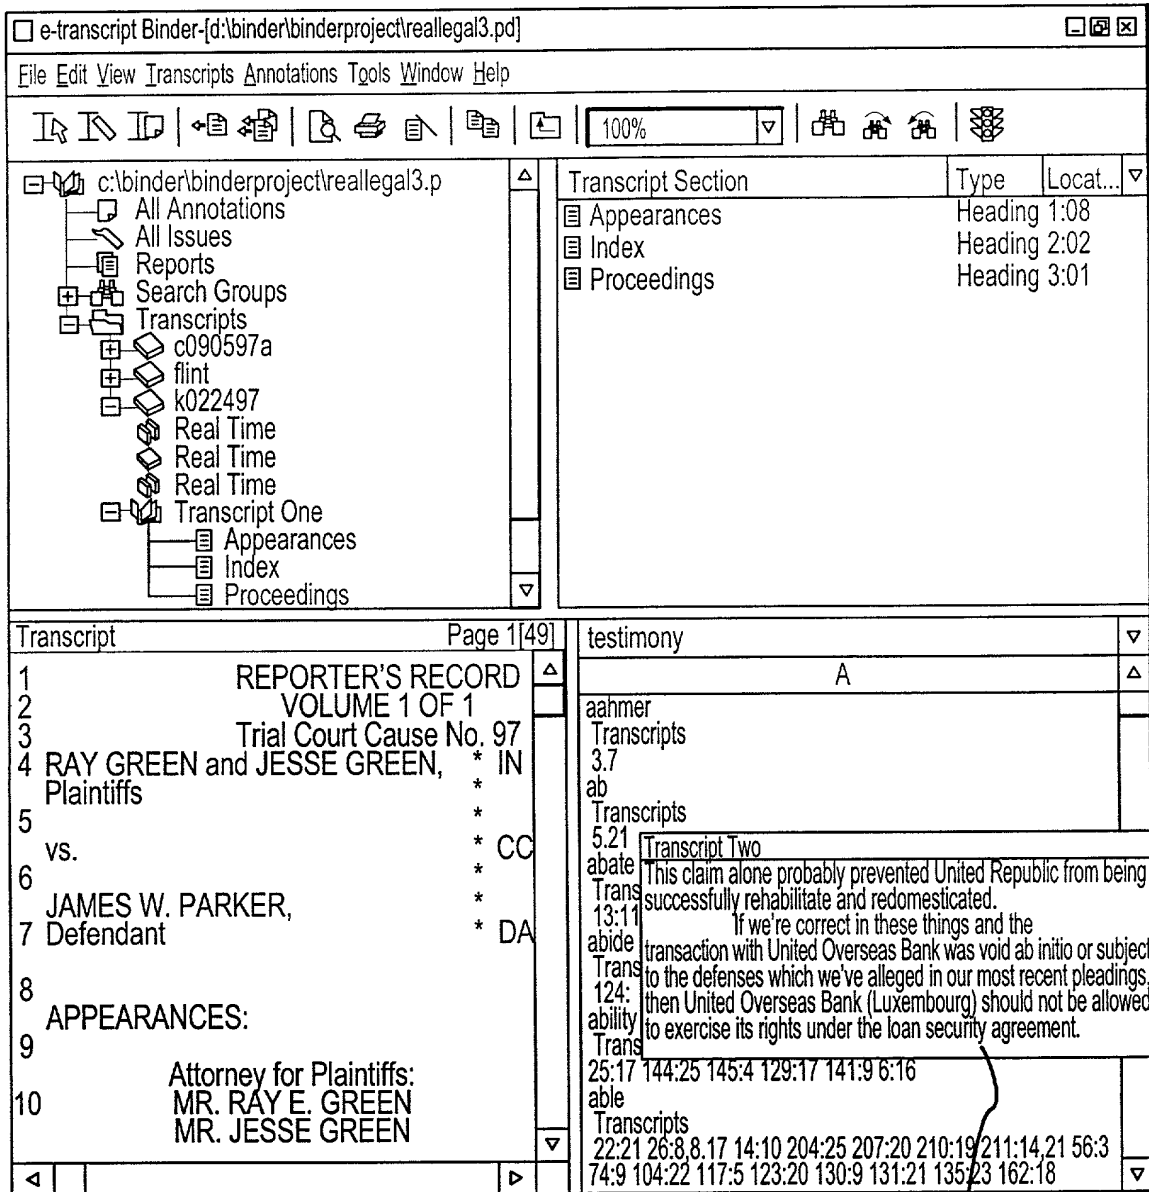 e-transcript Binder-[d:\binder\binderproject\reallegal3.pd]
File Edit View Transcripts Annotations Tools Window Help
100%
c:\binder\binderproject\reallegal3.p
All Annotations
All Issues
Reports
Search Groups
Transcripts
c090597a
flint
k022497
Real Time
Real Time
Real Time
Transcript One
Appearances
Index
Proceedings
Transcript Section Type Locat...
Appearances Heading 1:08
Index Heading 2:02
Proceedings Heading 3:01
Transcript Page 1[49]
1 REPORTER'S RECORD
2 VOLUME 1 OF 1
3 Trial Court Cause No. 97
4 RAY GREEN and JESSE GREEN, * IN
Plaintiffs *
5 *
vs. * CC
6 *
JAMES W. PARKER, *
7 Defendant * DA
8
APPEARANCES:
9
Attorney for Plaintiffs:
10 MR. RAY E. GREEN
MR. JESSE GREEN
testimony
A
aahmer
Transcripts
3.7
ab
Transcripts
5.21
abate
Trans
13:11
abide
Trans
124:
ability
Trans
25:17 144:25 145:4 129:17 141:9 6:16
able
Transcripts
22:21 26:8,8.17 14:10 204:25 207:20 210:19 211:14,21 56:3
74:9 104:22 117:5 123:20 130:9 131:21 135:23 162:18
Transcript Two
This claim alone probably prevented United Republic from being
successfully rehabilitate and redomesticated.
If we're correct in these things and the
transaction with United Overseas Bank was void ab initio or subject
to the defenses which we've alleged in our most recent pleadings,
then United Overseas Bank (Luxembourg) should not be allowed
to exercise its rights under the loan security agreement.